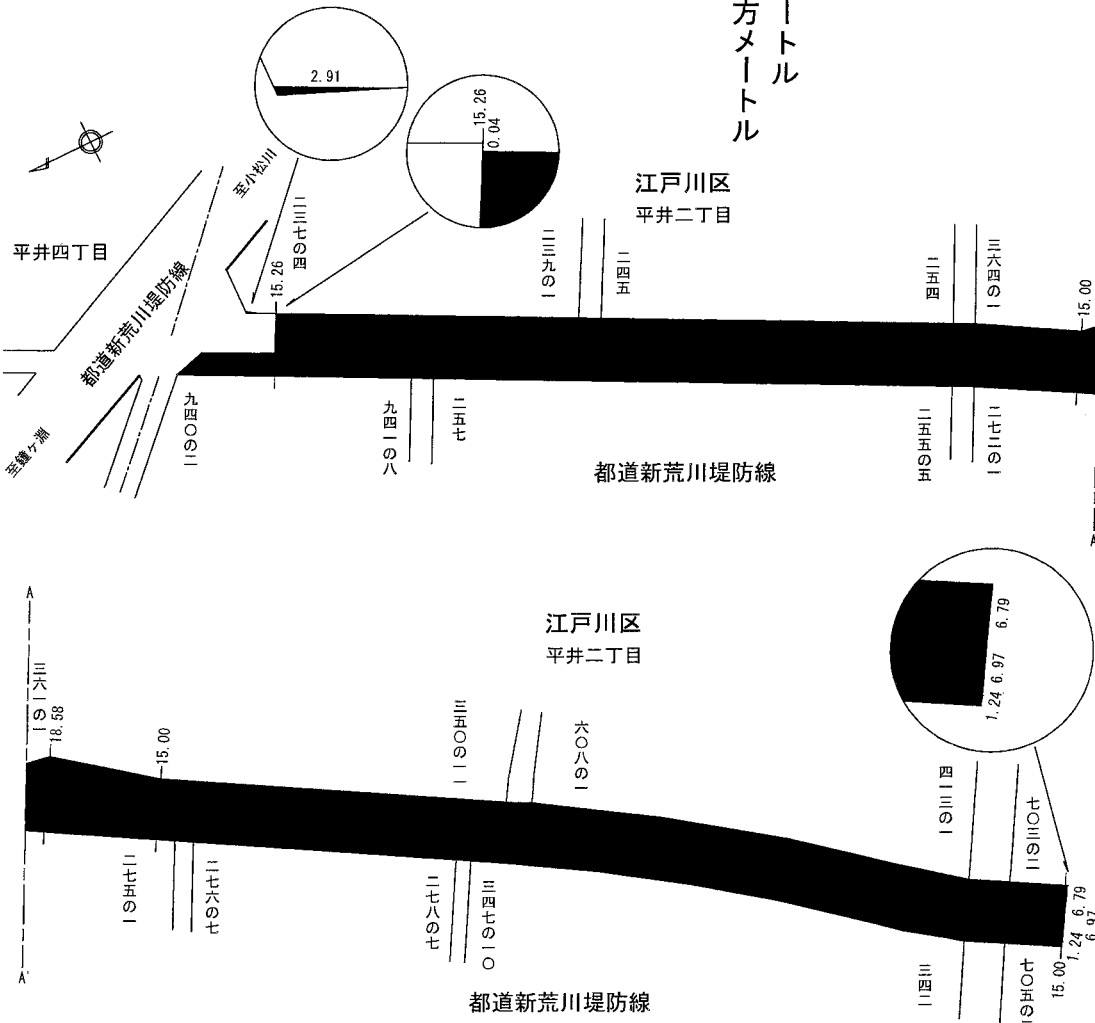 ートル
方メートル
2.91
15.26
0.04
江戸川区
平井二丁目
至小松川
平井四丁目
都道新荒川堤防線
二三七の四
15.26
二三九の一
二四五
二五四
三六四の一
15.00
至鐘ヶ淵
九四〇の二
九四一の八
二五七
都道新荒川堤防線
二五五の五
二七二の一
A
江戸川区
平井二丁目
6.79
6.97
1.24
A
三六一の一
18.58
15.00
三五〇の一一
六〇八の一
四一三の一
七〇三の二
二七五の一
二七六の七
二七八の七
三四七の一〇
三四二
七〇五の一
15.00
1.24
6.79
6.97
A'
都道新荒川堤防線